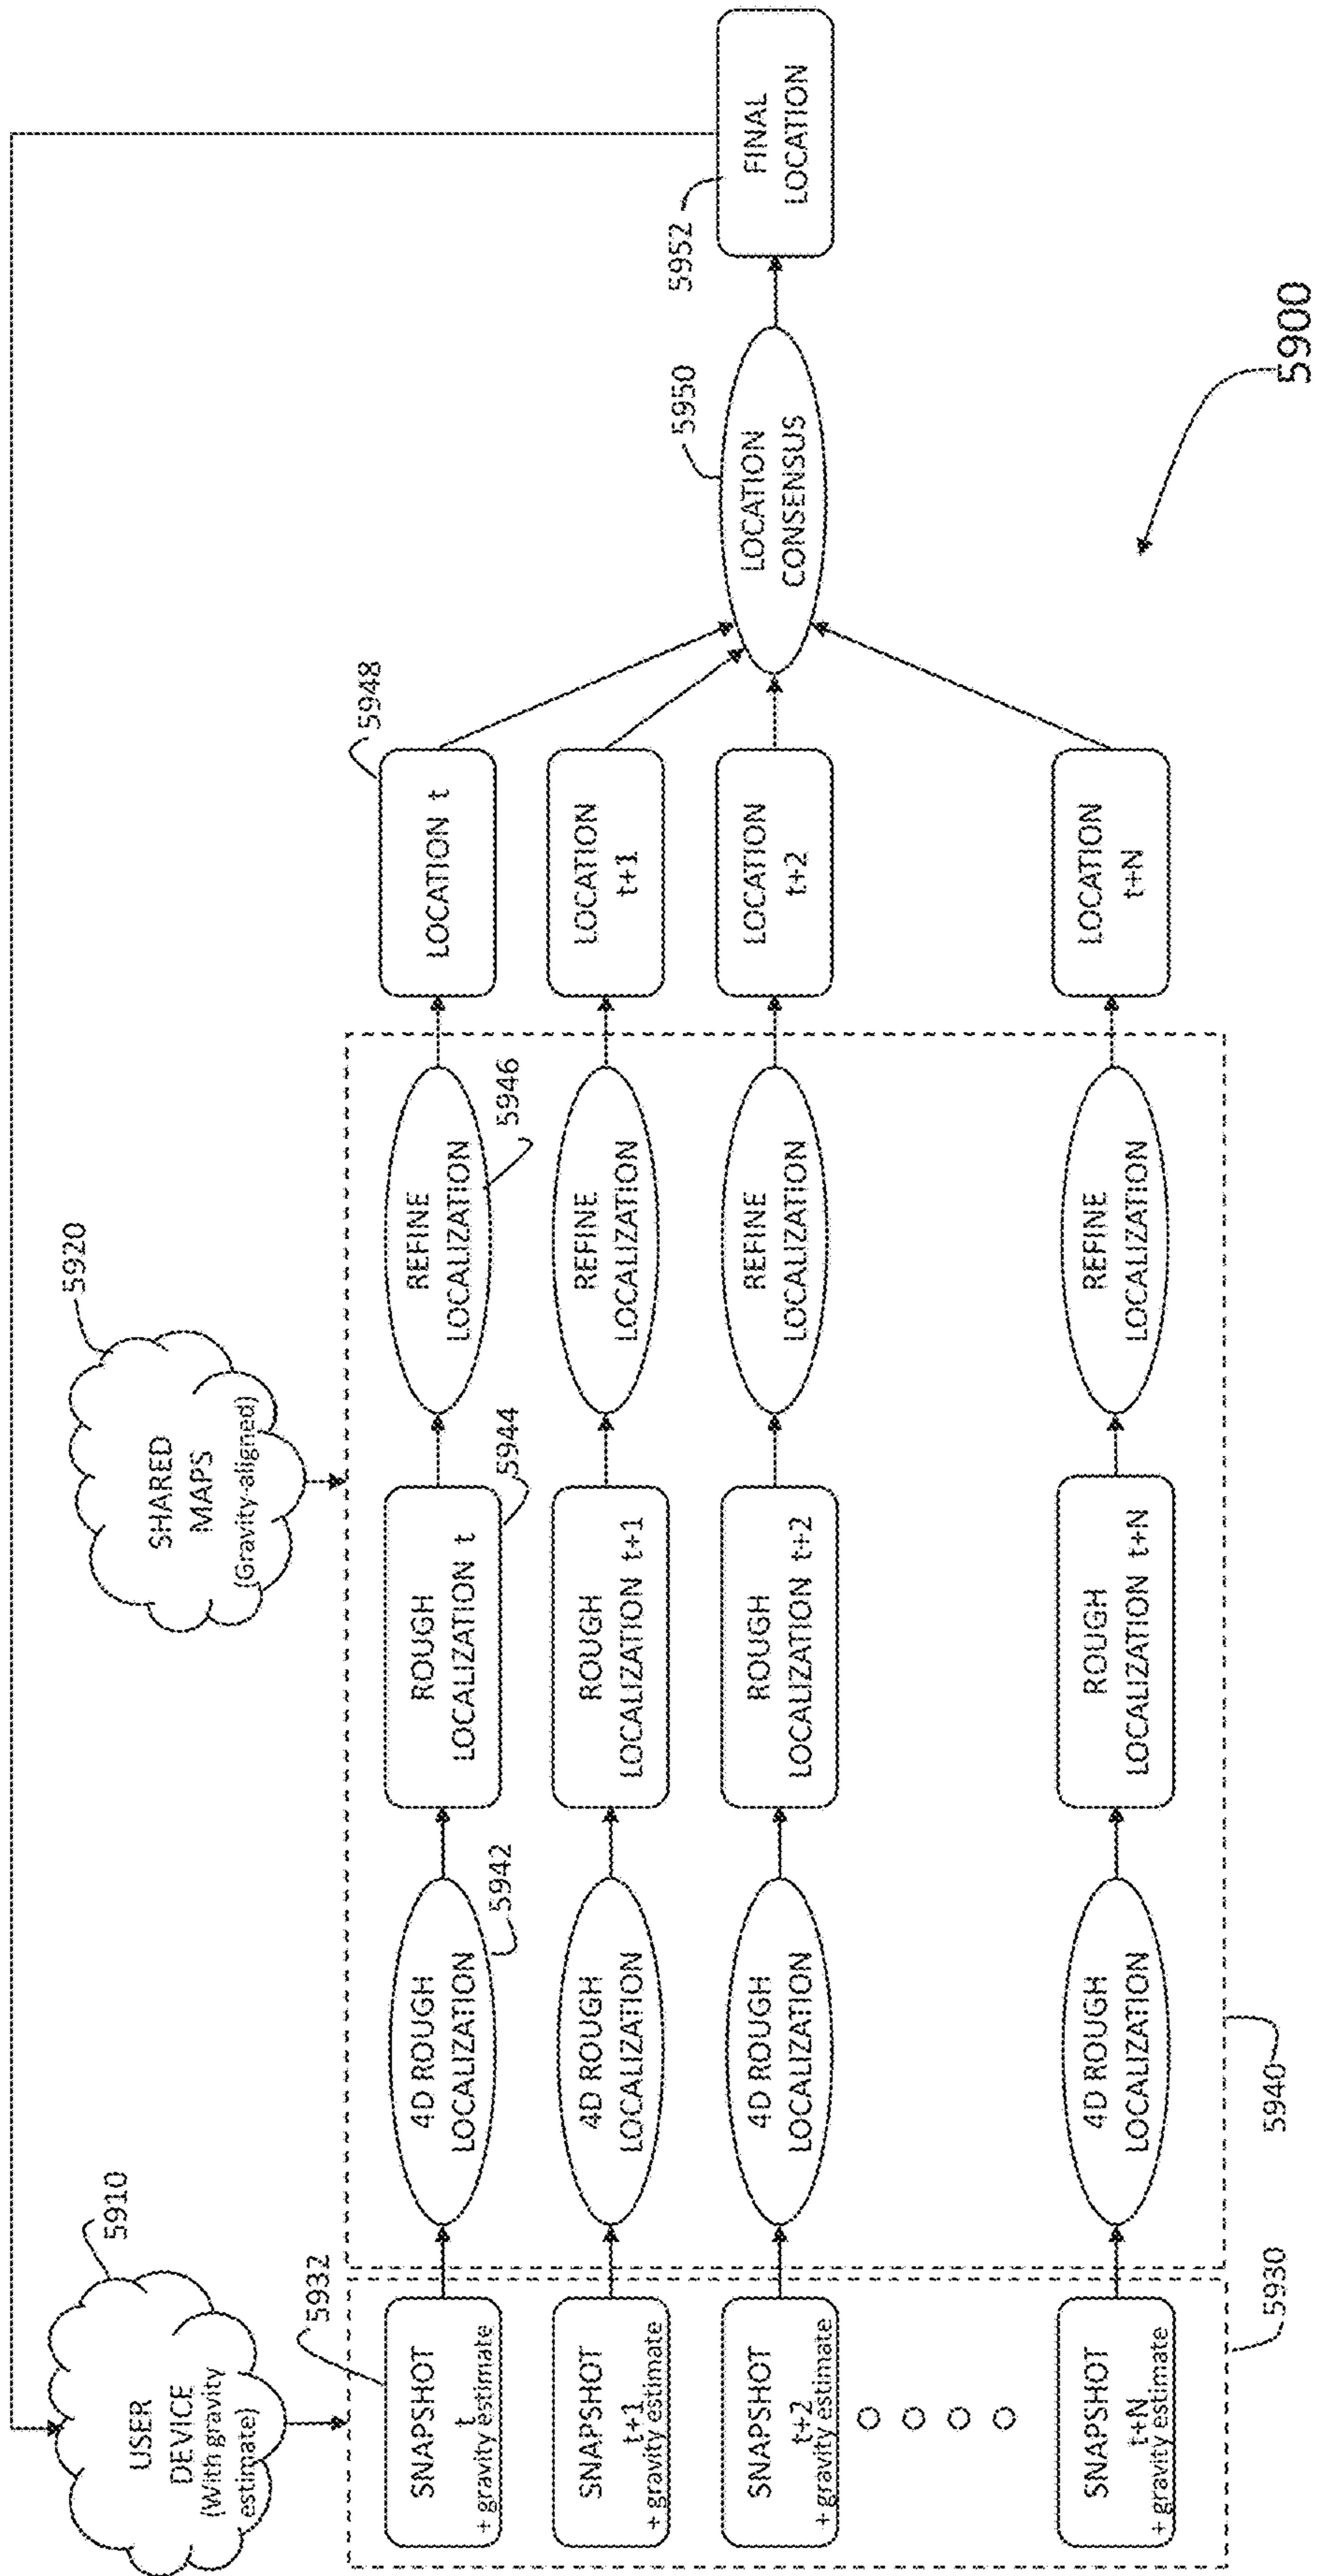 USER
DEVICE
(With gravity
estimate)
5910
SHARED
MAPS
(Gravity-aligned)
5920
5932
SNAPSHOT
t
+ gravity estimate
4D ROUGH
LOCALIZATION
5942
ROUGH
LOCALIZATION t
5944
REFINE
LOCALIZATION
5946
LOCATION t
5948
SNAPSHOT
t+1
+ gravity estimate
4D ROUGH
LOCALIZATION
ROUGH
LOCALIZATION t+1
REFINE
LOCALIZATION
LOCATION
t+1
SNAPSHOT
t+2
+ gravity estimate
4D ROUGH
LOCALIZATION
ROUGH
LOCALIZATION t+2
REFINE
LOCALIZATION
LOCATION
t+2
LOCATION
CONSENSUS
5950
FINAL
LOCATION
5952
SNAPSHOT
t+N
+ gravity estimate
4D ROUGH
LOCALIZATION
ROUGH
LOCALIZATION t+N
REFINE
LOCALIZATION
LOCATION
t+N
5930
5940
5900